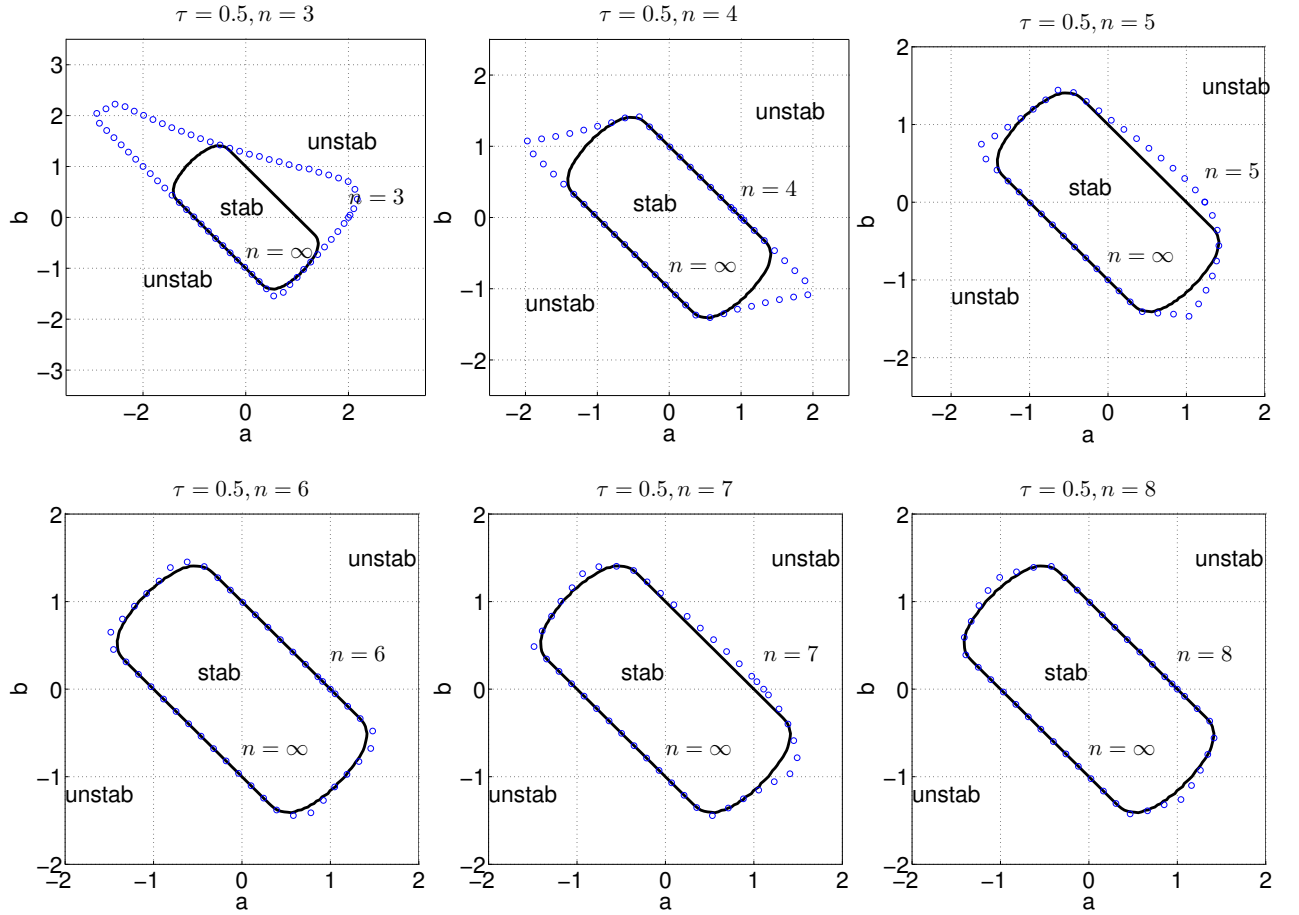 τ = 0.5, n = 3
3
2
1
0
−1
−2
−3
−2
0
2
a
b
unstab
n = 3
stab
n = ∞
unstab
τ = 0.5, n = 4
2
1
0
−1
−2
−2
−1
0
1
2
a
b
unstab
n = 4
stab
n = ∞
unstab
τ = 0.5, n = 5
2
1
0
−1
−2
−2
−1
0
1
2
a
b
unstab
n = 5
stab
n = ∞
unstab
τ = 0.5, n = 6
2
1
0
−1
−2
−2
−1
0
1
2
a
b
unstab
n = 6
stab
n = ∞
unstab
τ = 0.5, n = 7
2
1
0
−1
−2
−2
−1
0
1
2
a
b
unstab
n = 7
stab
n = ∞
unstab
τ = 0.5, n = 8
2
1
0
−1
−2
−2
−1
0
1
2
a
b
unstab
n = 8
stab
n = ∞
unstab